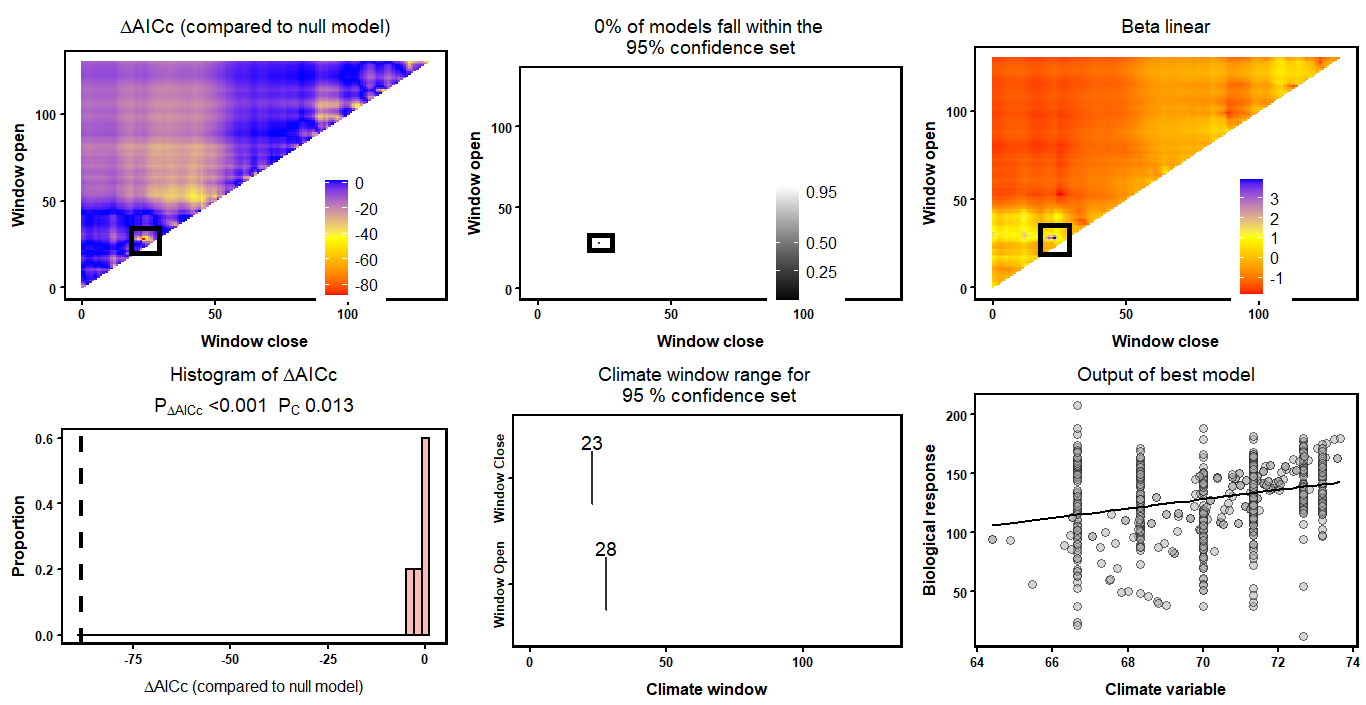 ∆AICc (compared to null model)
Window open
100
50
0
0
-20
-40
-60
-80
0
50
100
Window close
0% of models fall within the
95% confidence set
Window open
100
50
0
0.95
0.50
0.25
0
50
100
Window close
Beta linear
Window open
100
50
0
3
2
1
0
-1
0
50
100
Window close
Histogram of ∆AICc
P∆AICc <0.001 PC 0.013
Proportion
0.6
0.4
0.2
0.0
-75
-50
-25
0
∆AICc (compared to null model)
Climate window range for
95 % confidence set
Window Close
23
Window Open
28
0
50
100
Climate window
Output of best model
Biological response
200
150
100
50
64
66
68
70
72
74
Climate variable